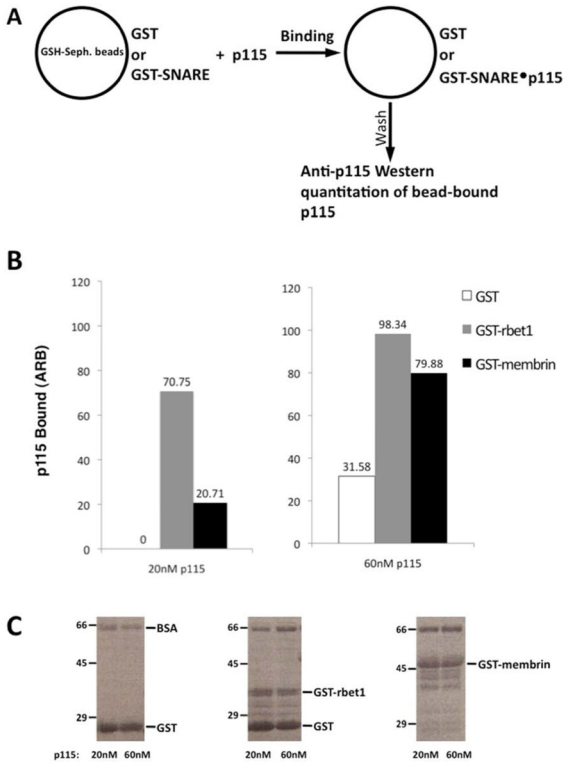 A
GSH-Seph. beads
GST
or
GST-SNARE
+ p115
Binding
GST
or
GST-SNARE•p115
Wash
Anti-p115 Western
quantitation of bead-bound
p115
B
p115 Bound (ARB)
120
100
80
60
40
20
0
0
70.75
20.71
20nM p115
120
100
80
60
40
20
0
31.58
98.34
79.88
60nM p115
GST
GST-rbet1
GST-membrin
C
66
45
29
BSA
GST
66
45
29
GST-rbet1
GST
66
45
29
GST-membrin
p115: 20nM 60nM
20nM 60nM
20nM 60nM